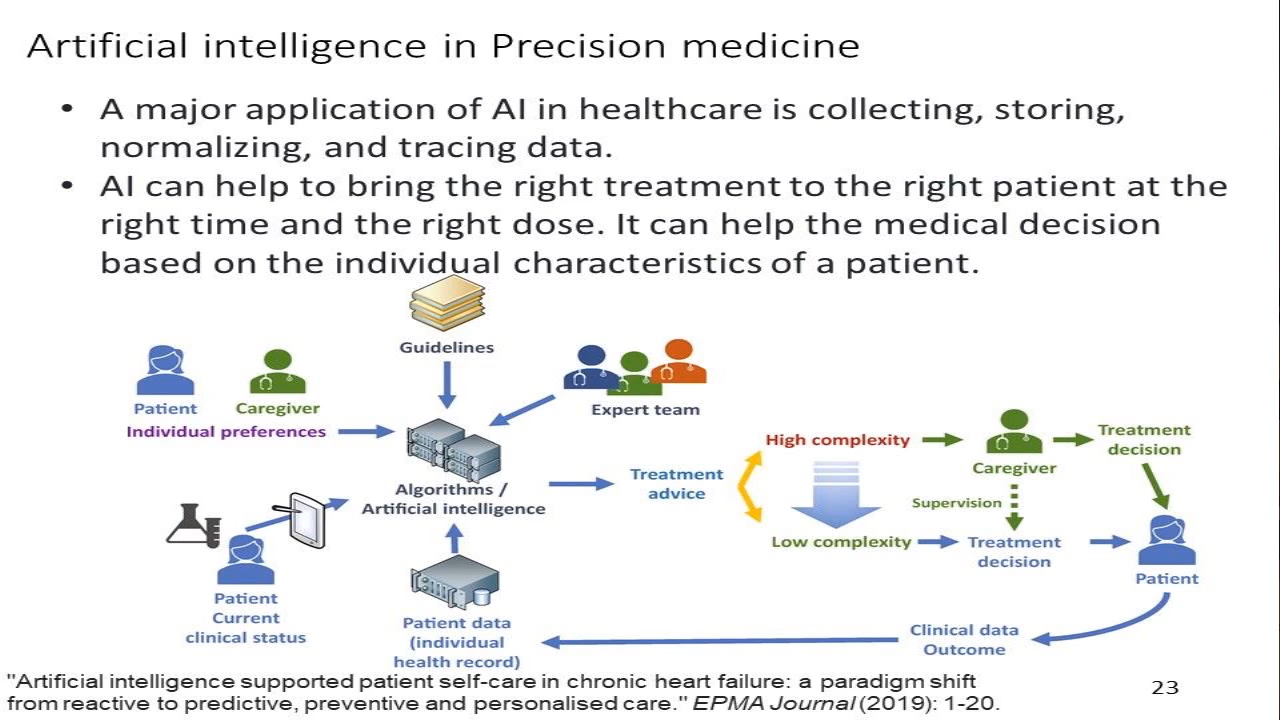 Artificial intelligence in Precision medicine
• A major application of AI in healthcare is collecting, storing,
normalizing, and tracing data.
• AI can help to bring the right treatment to the right patient at the
right time and the right dose. It can help the medical decision
based on the individual characteristics of a patient.
Guidelines
Patient
Caregiver
Individual preferences
Expert team
Algorithms /
Artificial intelligence
Treatment
advice
High complexity
Caregiver
Treatment
decision
Supervision
Low complexity
Treatment
decision
Patient
Patient
Current
clinical status
Patient data
(individual
health record)
Clinical data
Outcome
"Artificial intelligence supported patient self-care in chronic heart failure: a paradigm shift
from reactive to predictive, preventive and personalised care." EPMA Journal (2019): 1-20.
23